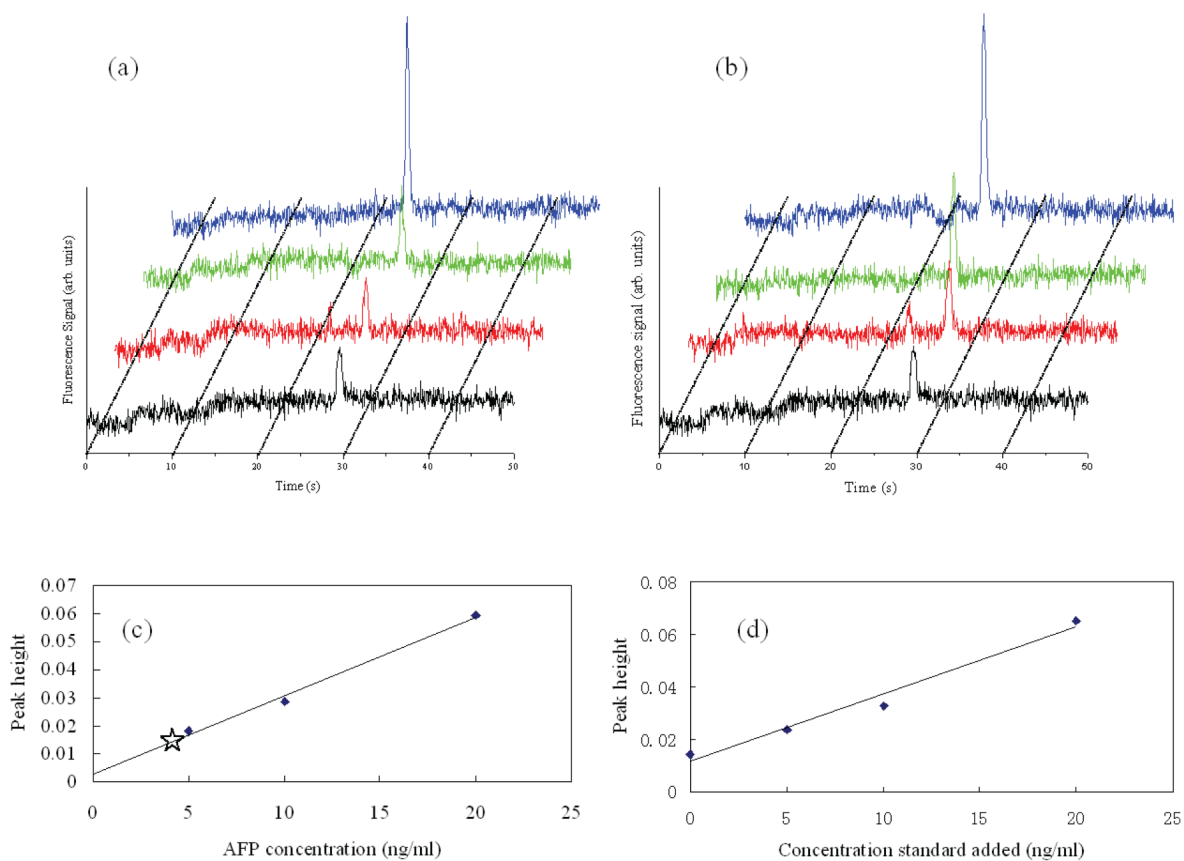 (a)
Fluorescence Signal (arb. units)
0 10 20 30 40 50
Time (s)
(b)
Fluorescence signal (arb. units)
0 10 20 30 40 50
Time (s)
(c)
Peak height
0.07
0.06
0.05
0.04
0.03
0.02
0.01
0
0 5 10 15 20 25
AFP concentration (ng/ml)
(d)
Peak height
0.08
0.06
0.04
0.02
0
0 5 10 15 20 25
Concentration standard added (ng/ml)